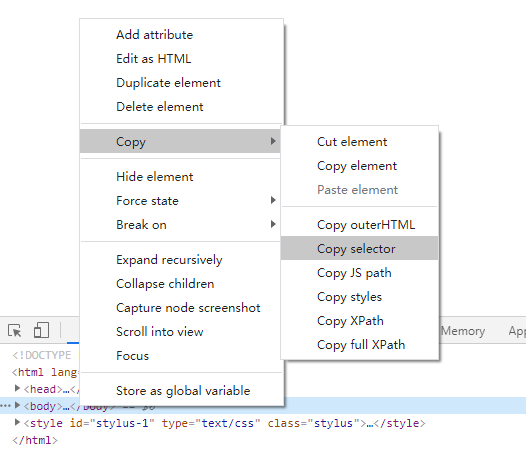 Add attribute
Edit as HTML
Duplicate element
Delete element
Copy
Cut element
Copy element
Paste element
Hide element
Force state
Break on
Copy outerHTML
Copy selector
Copy JS path
Copy styles
Copy XPath
Copy full XPath
Expand recursively
Collapse children
Capture node screenshot
Scroll into view
Focus
Store as global variable
Memory
<!DOCTYPE
<html lang
<head>…</
<body>…</body> == $0
<style id="stylus-1" type="text/css" class="stylus">…</style>
</html>